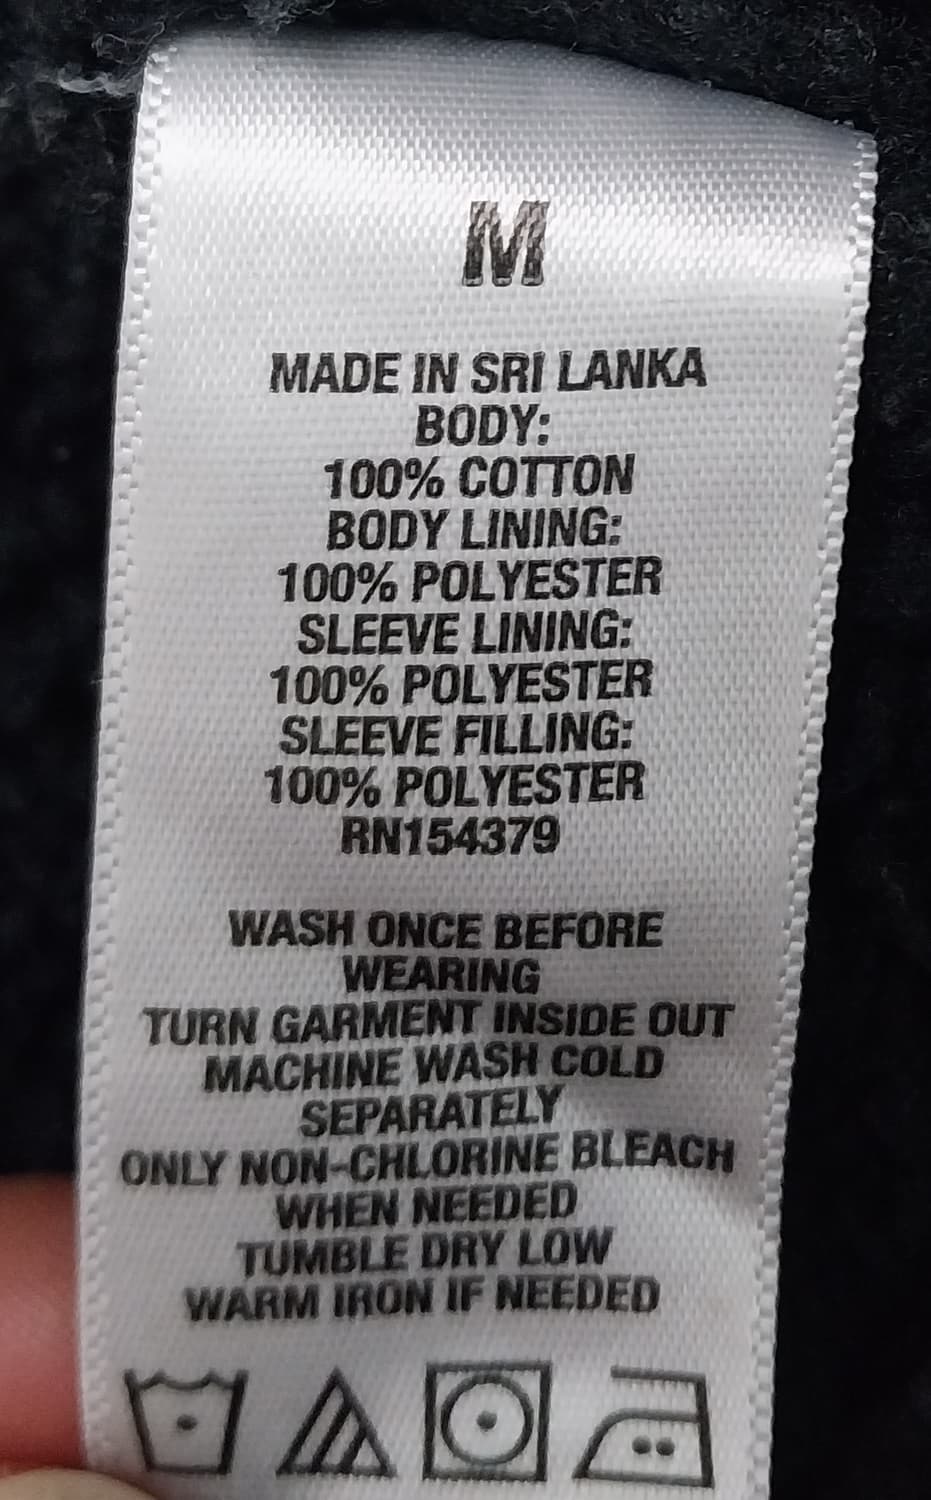 M
MADE IN SRI LANKA
BODY:
100% COTTON
BODY LINING:
100% POLYESTER
SLEEVE LINING:
100% POLYESTER
SLEEVE FILLING:
100% POLYESTER
RN154379
WASH ONCE BEFORE
WEARING
TURN GARMENT INSIDE OUT
MACHINE WASH COLD
SEPARATELY
ONLY NON-CHLORINE BLEACH
WHEN NEEDED
TUMBLE DRY LOW
WARM IRON IF NEEDED